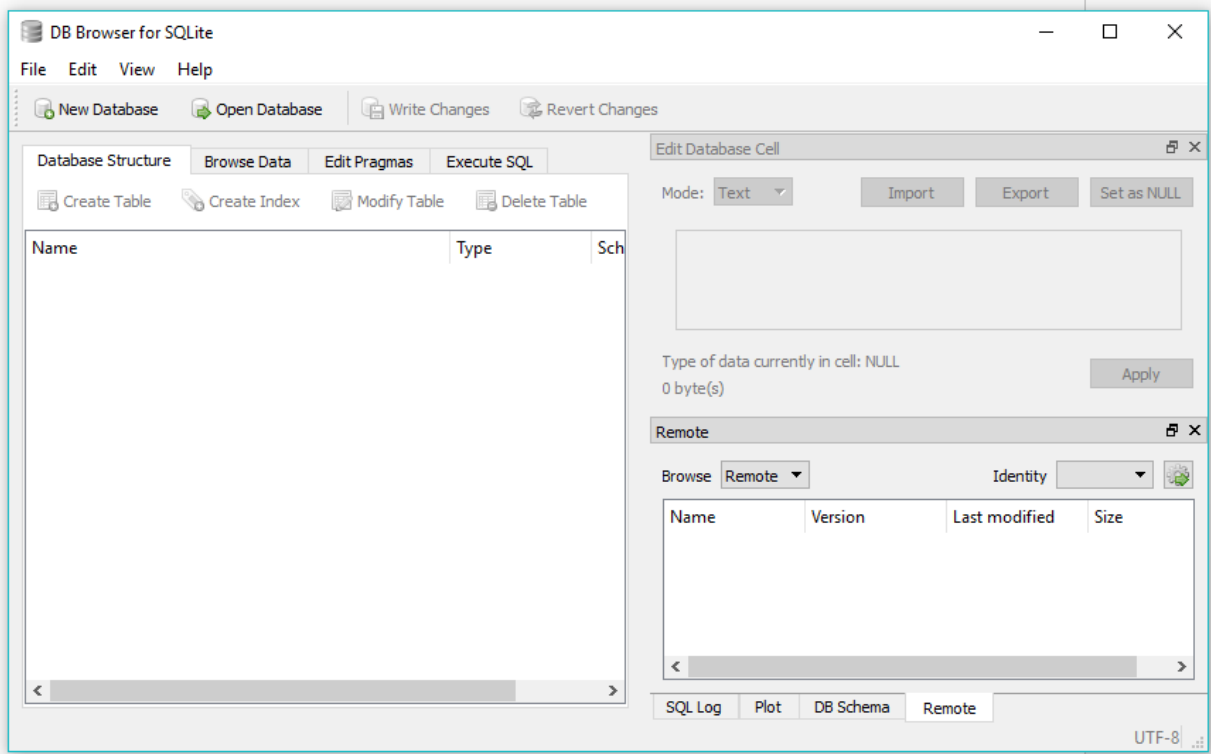 DB Browser for SQLite
File Edit View Help
New Database Open Database Write Changes Revert Changes
Database Structure Browse Data Edit Pragmas Execute SQL
Create Table Create Index Modify Table Delete Table
Name Type Sch
Edit Database Cell
Mode: Text Import Export Set as NULL
Type of data currently in cell: NULL
0 byte(s)
Apply
Remote
Browse Remote Identity
Name Version Last modified Size
SQL Log Plot DB Schema Remote
UTF-8